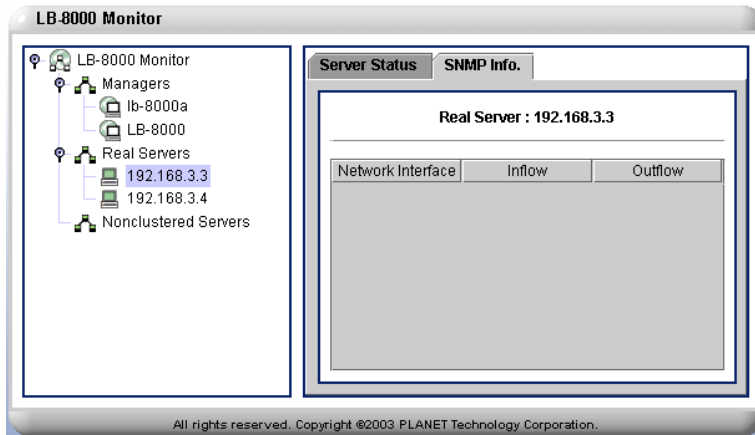 LB-8000 Monitor
LB-8000 Monitor
Managers
lb-8000a
LB-8000
Real Servers
192.168.3.3
192.168.3.4
Nonclustered Servers
Server Status
SNMP Info.
Real Server : 192.168.3.3
Network Interface
Inflow
Outflow
All rights reserved. Copyright ©2003 PLANET Technology Corporation.